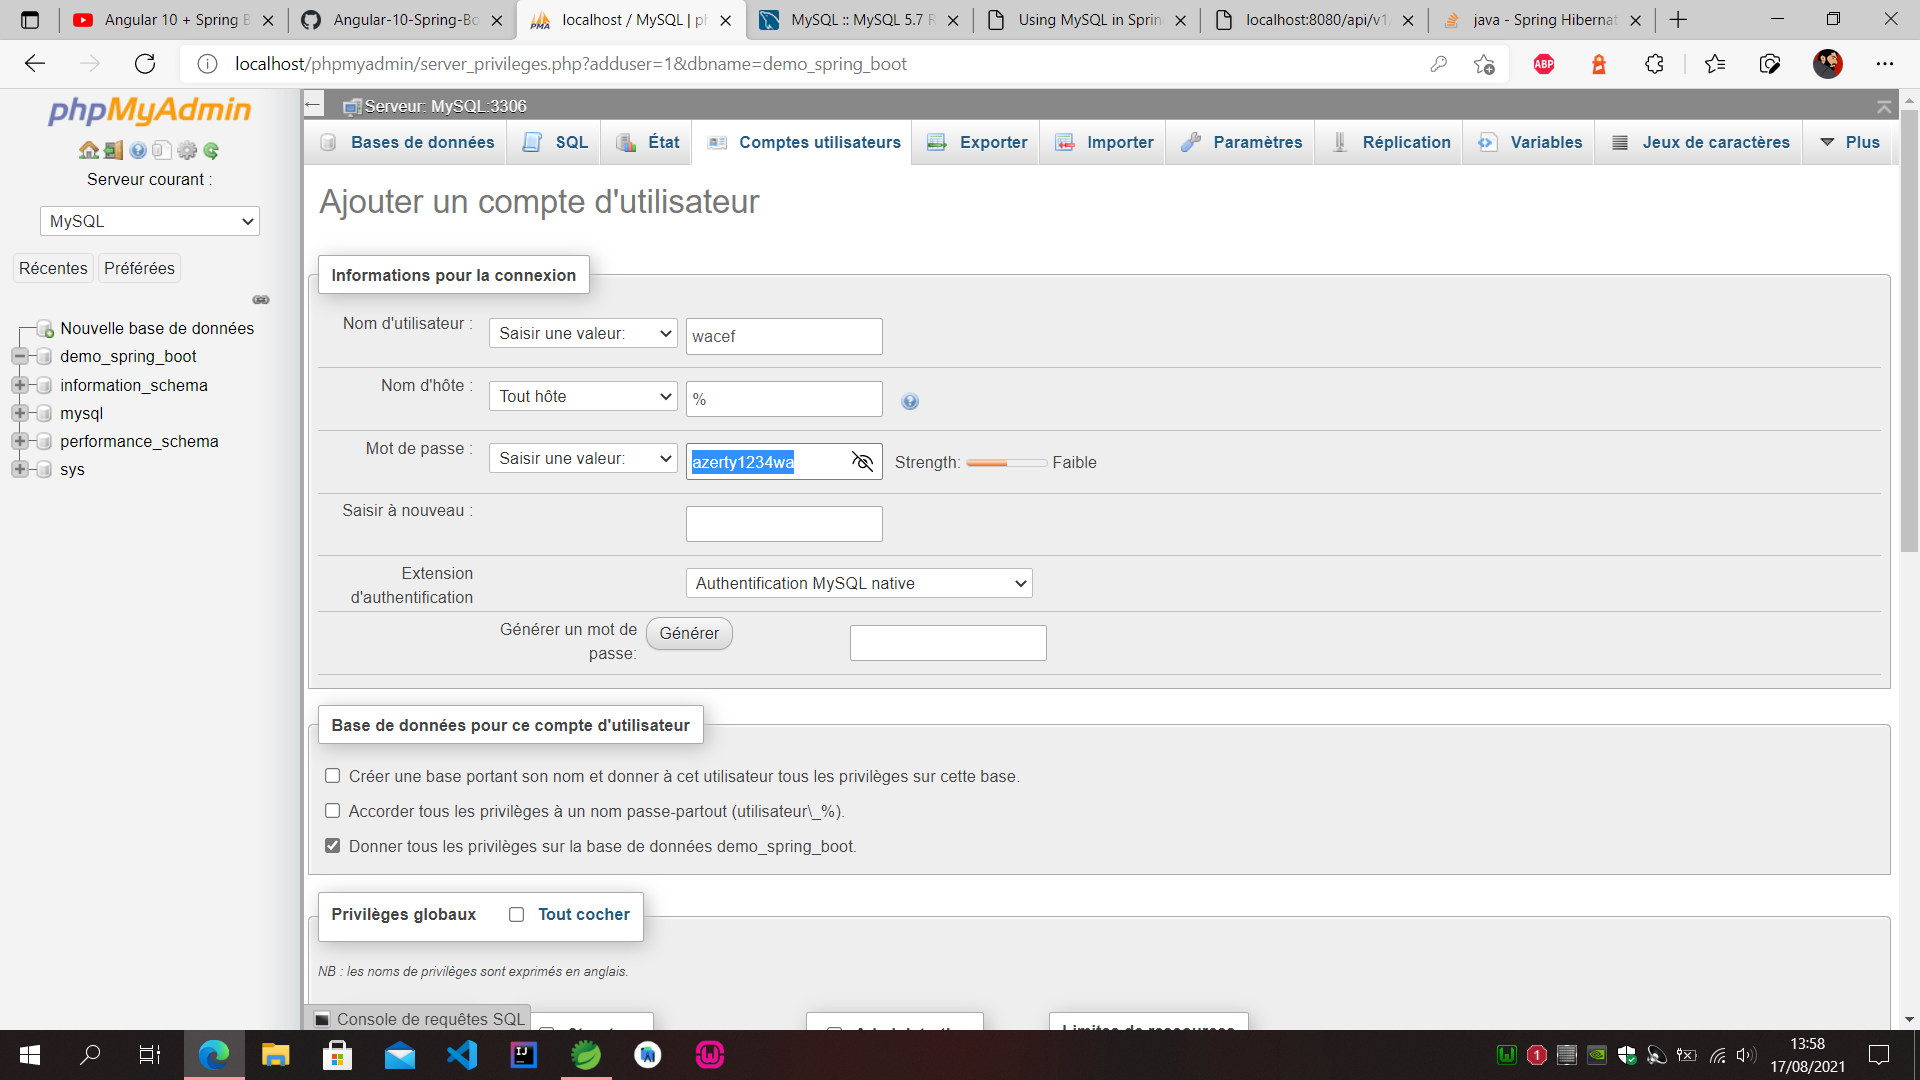 Angular 10 + Spring B
Angular-10-Spring-Bo
localhost / MySQL | ph
MySQL :: MySQL 5.7 R
Using MySQL in Sprin
localhost:8080/api/v1/
java - Spring Hibernat
localhost/phpmyadmin/server_privileges.php?adduser=1&dbname=demo_spring_boot
ABP
phpMyAdmin
Serveur courant :
MySQL
Récentes
Préférées
Nouvelle base de données
demo_spring_boot
information_schema
mysql
performance_schema
sys
Serveur: MySQL:3306
Bases de données
SQL
État
Comptes utilisateurs
Exporter
Importer
Paramètres
Réplication
Variables
Jeux de caractères
Plus
Ajouter un compte d'utilisateur
Informations pour la connexion
Nom d'utilisateur :
Saisir une valeur:
wacef
Nom d'hôte :
Tout hôte
%
Mot de passe :
Saisir une valeur:
azerty1234wa
Strength:
Faible
Saisir à nouveau :
Extension
d'authentification
Authentification MySQL native
Générer un mot de
passe:
Générer
Base de données pour ce compte d'utilisateur
Créer une base portant son nom et donner à cet utilisateur tous les privilèges sur cette base.
Accorder tous les privilèges à un nom passe-partout (utilisateur\_%).
Donner tous les privilèges sur la base de données demo_spring_boot.
Privilèges globaux
Tout cocher
NB : les noms de privilèges sont exprimés en anglais.
Console de requêtes SQL
Limites de ressources
13:58
17/08/2021